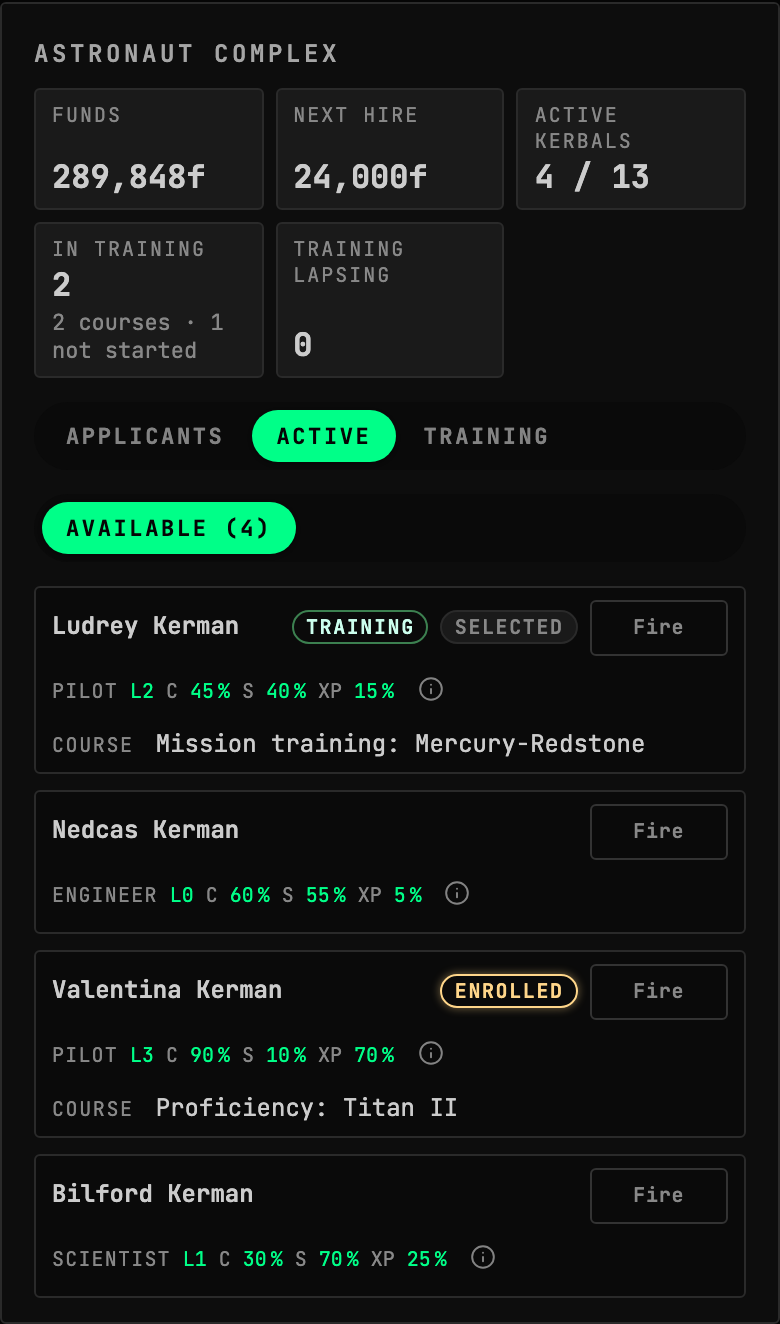 ASTRONAUT COMPLEX
FUNDS
289,848f
NEXT HIRE
24,000f
ACTIVE
KERBALS
4 / 13
IN TRAINING
2
2 courses · 1
not started
TRAINING
LAPSING
0
APPLICANTS ACTIVE TRAINING
AVAILABLE (4)
Ludrey Kerman TRAINING SELECTED Fire
PILOT L2 C 45% S 40% XP 15%
COURSE Mission training: Mercury-Redstone
Nedcas Kerman Fire
ENGINEER L0 C 60% S 55% XP 5%
Valentina Kerman ENROLLED Fire
PILOT L3 C 90% S 10% XP 70%
COURSE Proficiency: Titan II
Bilford Kerman Fire
SCIENTIST L1 C 30% S 70% XP 25%